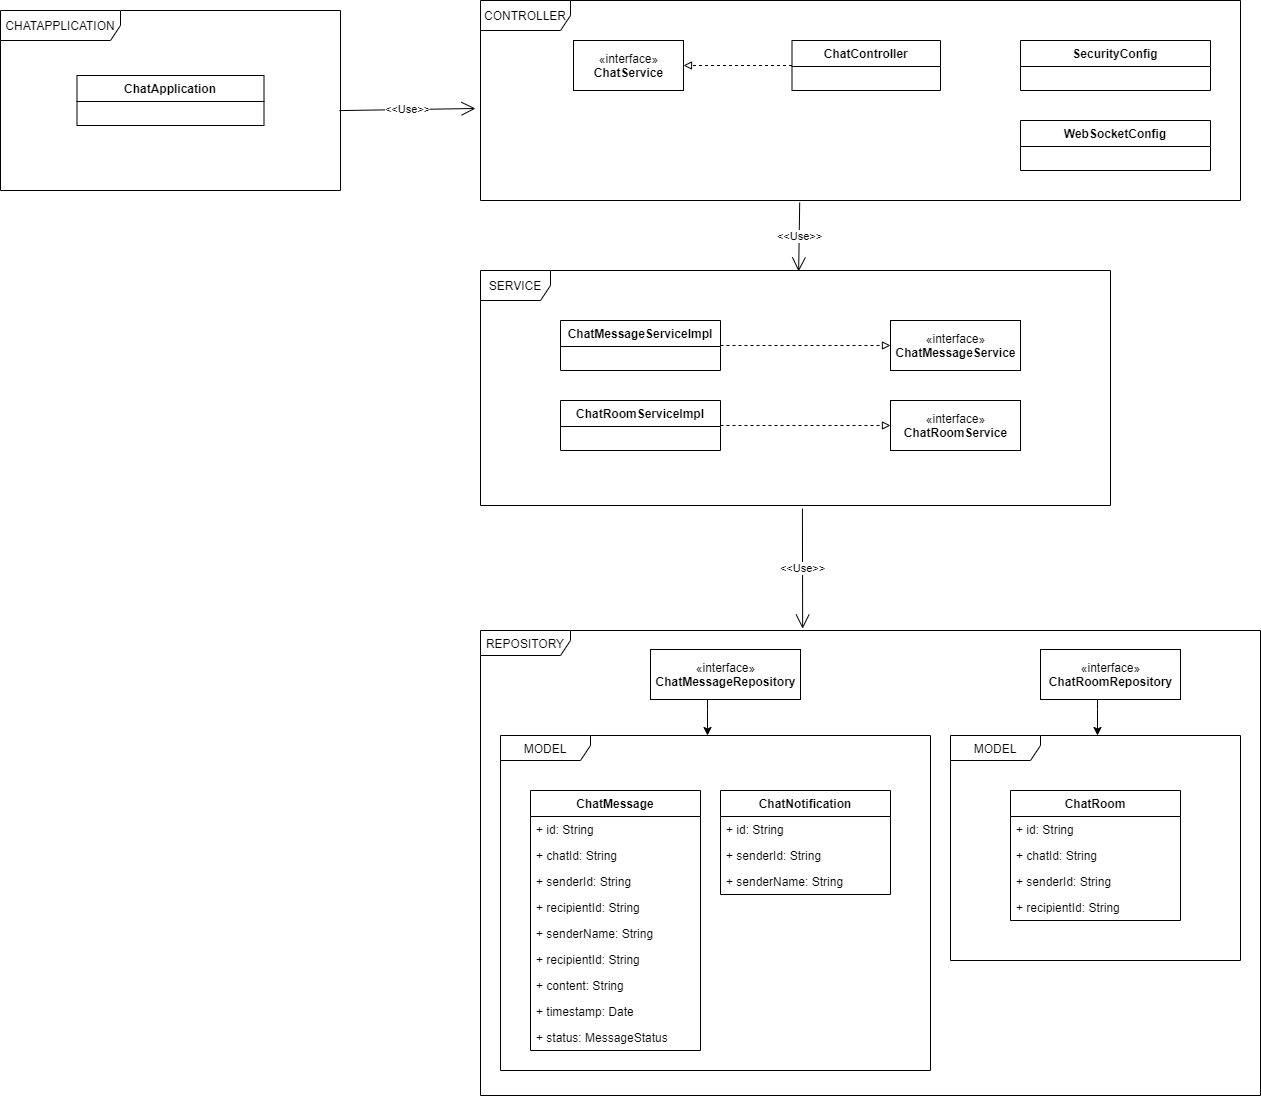 CHATAPPLICATION
ChatApplication
<<Use>>
CONTROLLER
«interface»
ChatService
ChatController
SecurityConfig
WebSocketConfig
<<Use>>
SERVICE
ChatMessageServiceImpl
«interface»
ChatMessageService
ChatRoomServiceImpl
«interface»
ChatRoomService
<<Use>>
REPOSITORY
«interface»
ChatMessageRepository
«interface»
ChatRoomRepository
MODEL
ChatMessage
+ id: String
+ chatId: String
+ senderId: String
+ recipientId: String
+ senderName: String
+ recipientId: String
+ content: String
+ timestamp: Date
+ status: MessageStatus
ChatNotification
+ id: String
+ senderId: String
+ senderName: String
MODEL
ChatRoom
+ id: String
+ chatId: String
+ senderId: String
+ recipientId: String